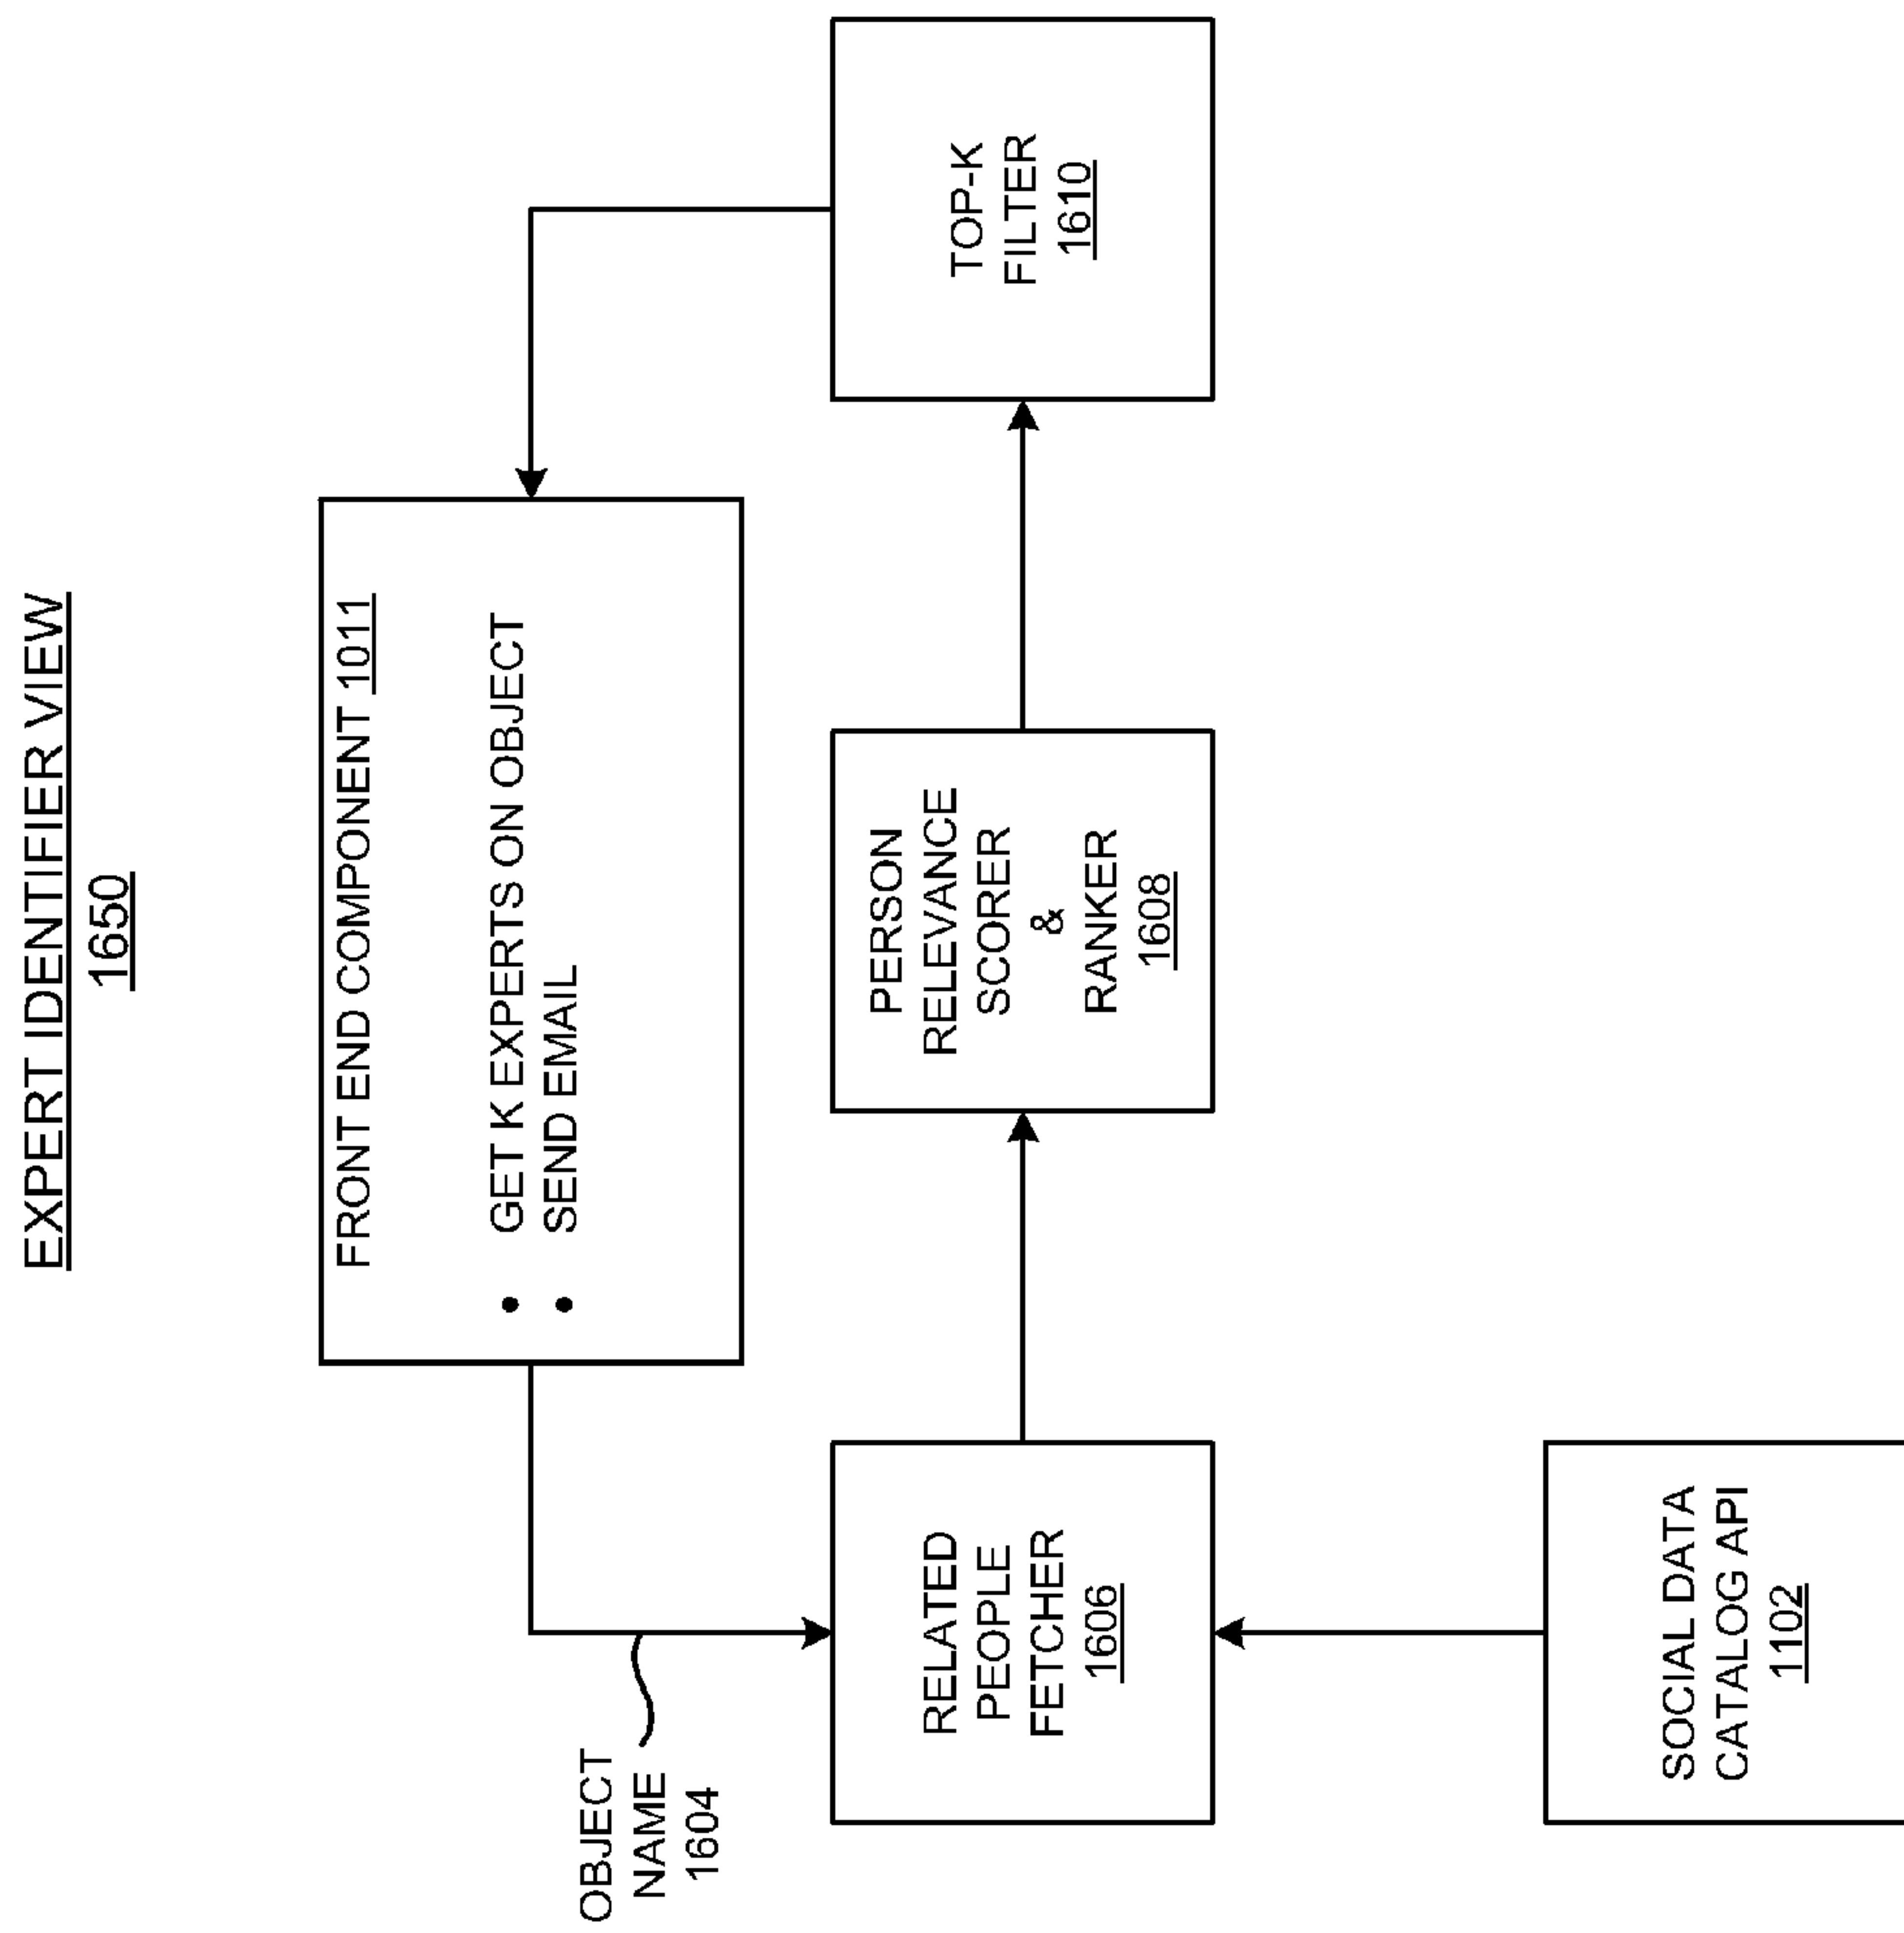 EXPERT IDENTIFIER VIEW
1650
FRONT END COMPONENT 1011
• GET K EXPERTS ON OBJECT
• SEND EMAIL
OBJECT
NAME
1604
RELATED
PEOPLE
FETCHER
1606
PERSON
RELEVANCE
SCORER
&
RANKER
1608
TOP-K
FILTER
1610
SOCIAL DATA
CATALOG API
1102